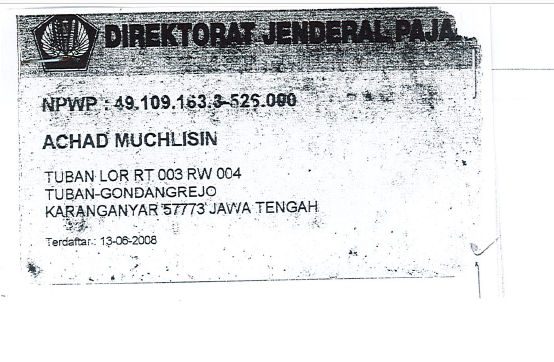 DIREKTORAT JENDERAL PAJA
NPWP : 49.109.163.3-526.000
ACHAD MUCHLISIN
TUBAN LOR RT 003 RW 004
TUBAN-GONDANGREJO
KARANGANYAR 57773 JAWA TENGAH
Terdaftar : 13-06-2008